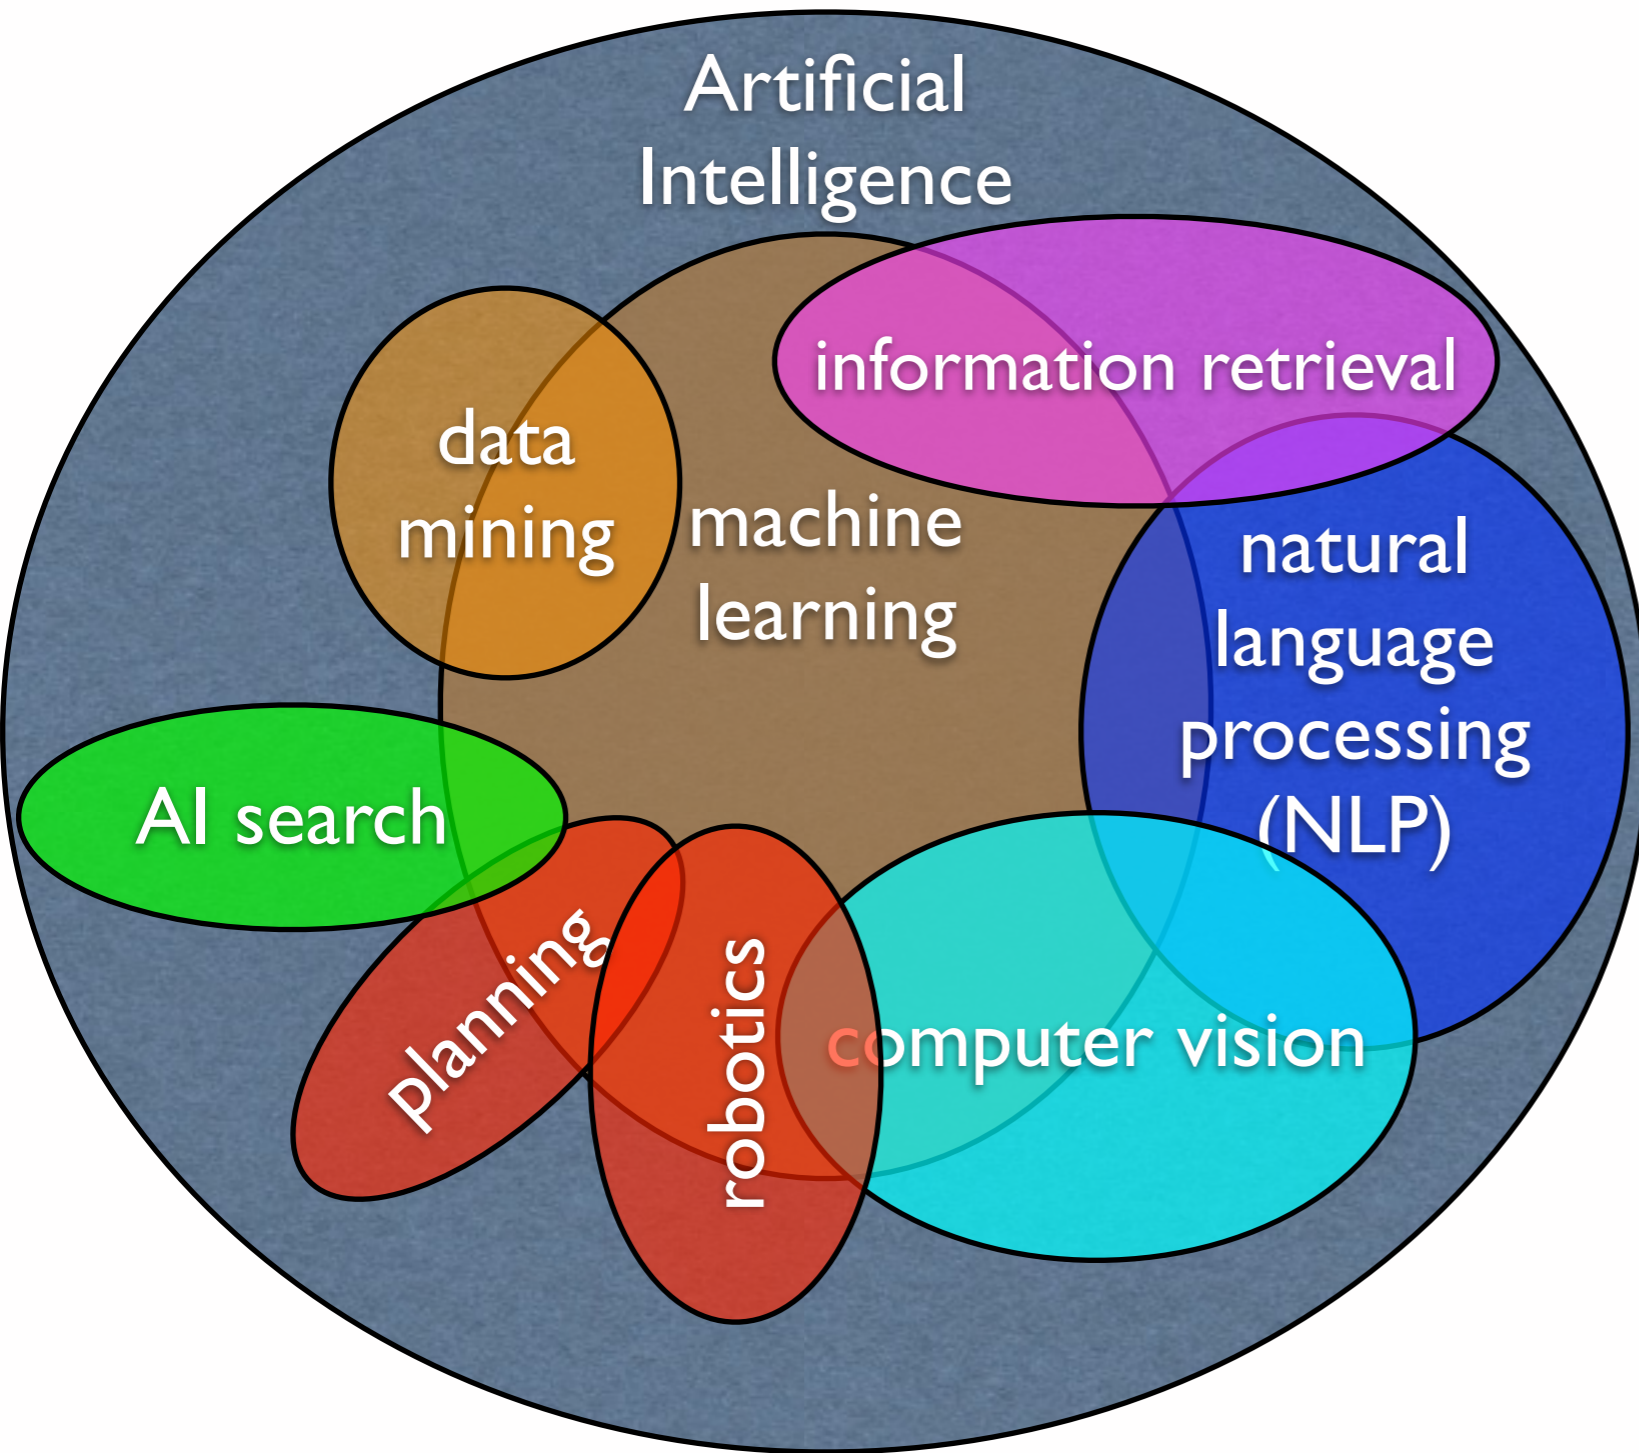 Artificial
Intelligence
information retrieval
data
mining
machine
learning
natural
language
processing
(NLP)
AI search
planning
robotics
computer vision